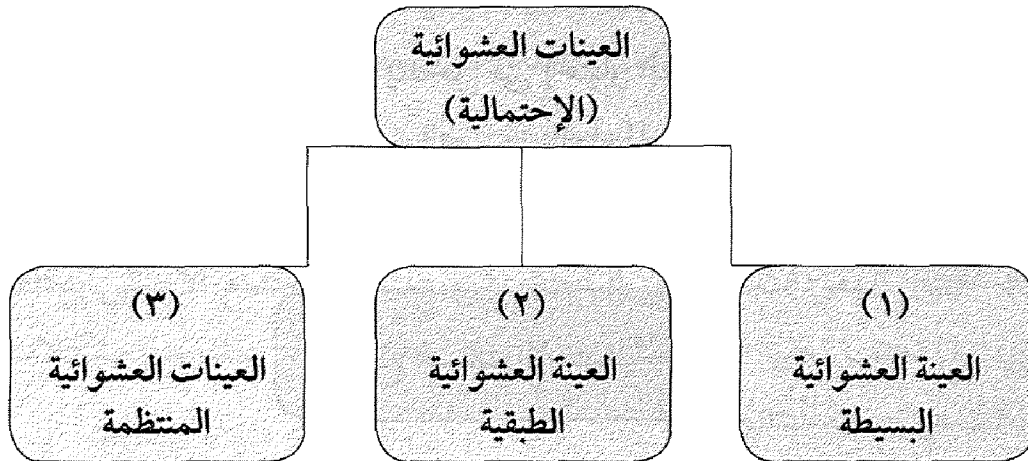 العينات العشوائية
(الإحتمالية)
(١)
العينة العشوائية
البسيطة
(٢)
العينة العشوائية
الطبقية
(٣)
العينات العشوائية
المنتظمة